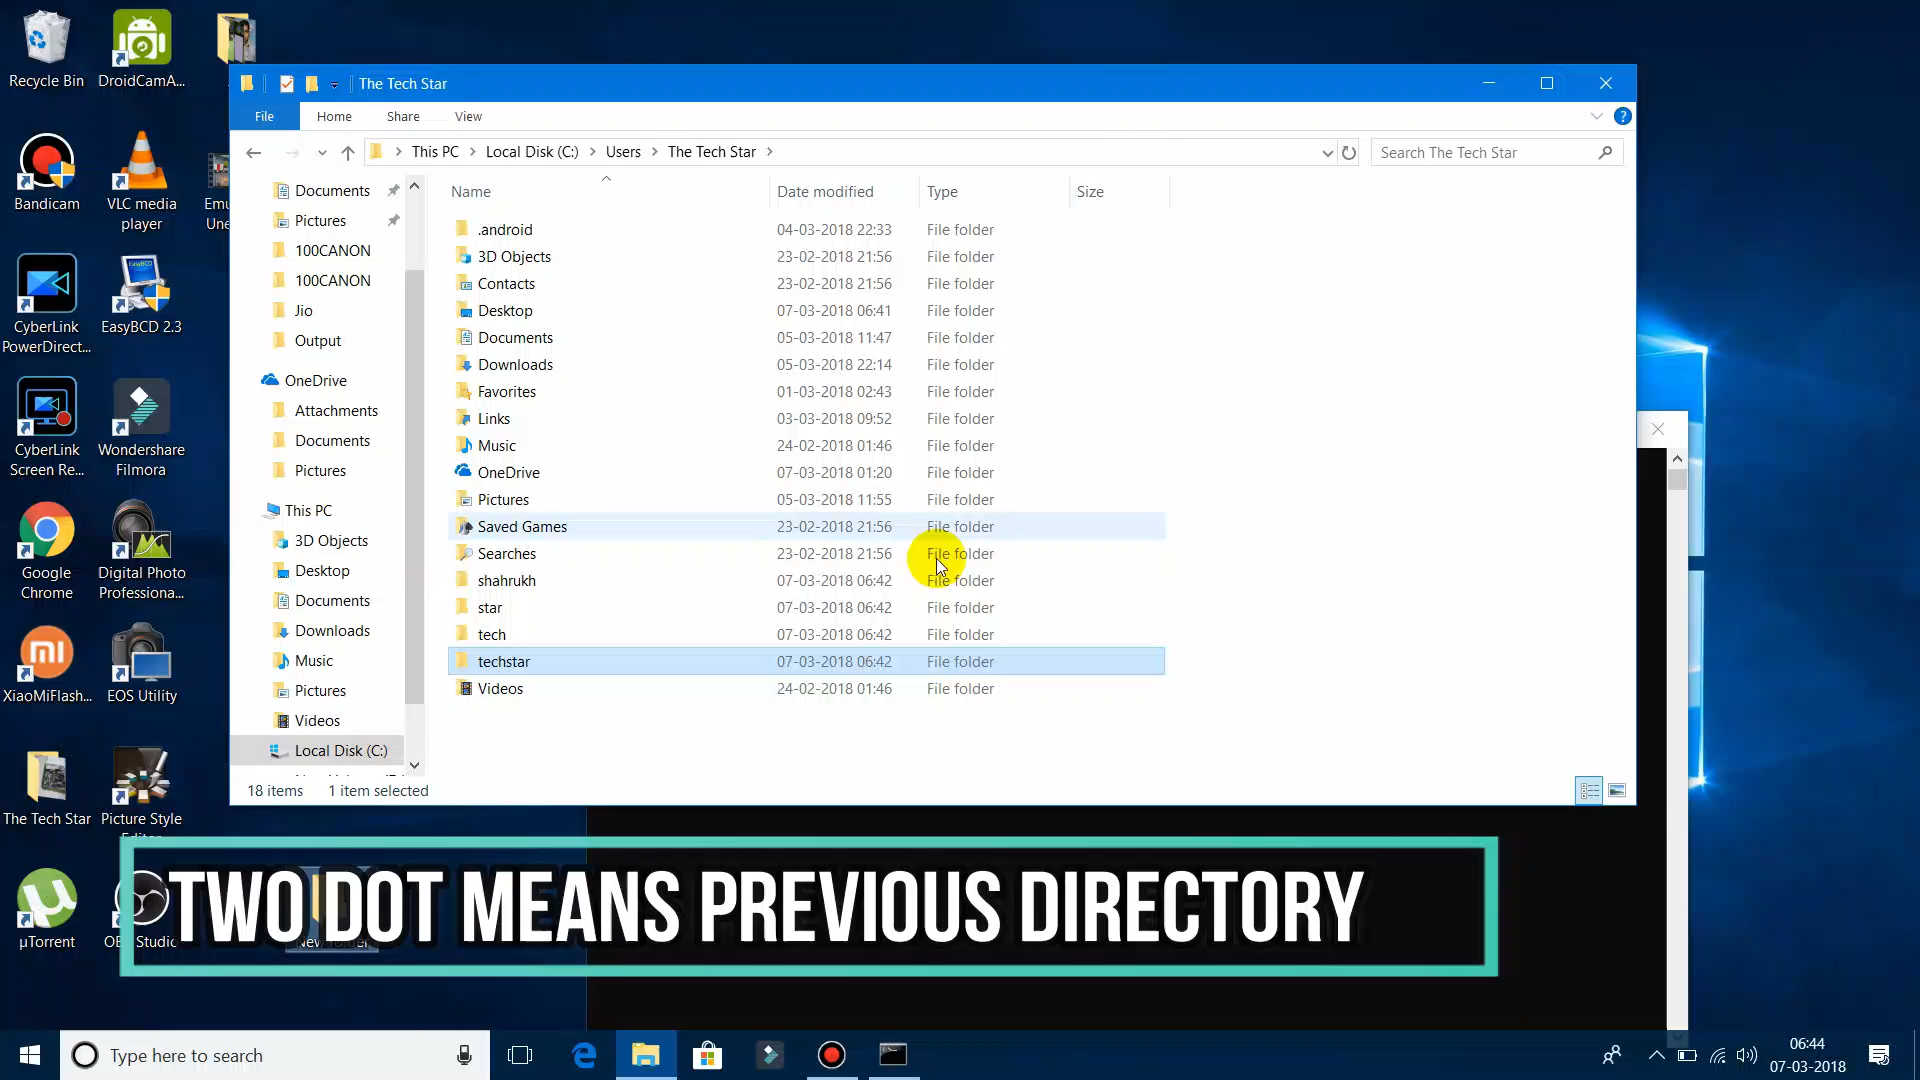 Recycle Bin
DroidCamA...
Bandicam
VLC media
player
Emu
Une
CyberLink
PowerDirect...
EasyBCD 2.3
CyberLink
Screen Re...
Wondershare
Filmora
Google
Chrome
Digital Photo
Professiona...
XiaoMiFlash...
EOS Utility
The Tech Star
Picture Style
µTorrent
The Tech Star
File
Home
Share
View
This PC
Local Disk (C:)
Users
The Tech Star
Search The Tech Star
Documents
Pictures
100CANON
100CANON
Jio
Output
OneDrive
Attachments
Documents
Pictures
This PC
3D Objects
Desktop
Documents
Downloads
Music
Pictures
Videos
Local Disk (C:)
Name Date modified Type Size
.android 04-03-2018 22:33 File folder
3D Objects 23-02-2018 21:56 File folder
Contacts 23-02-2018 21:56 File folder
Desktop 07-03-2018 06:41 File folder
Documents 05-03-2018 11:47 File folder
Downloads 05-03-2018 22:14 File folder
Favorites 01-03-2018 02:43 File folder
Links 03-03-2018 09:52 File folder
Music 24-02-2018 01:46 File folder
OneDrive 07-03-2018 01:20 File folder
Pictures 05-03-2018 11:55 File folder
Saved Games 23-02-2018 21:56 File folder
Searches 23-02-2018 21:56 File folder
shahrukh 07-03-2018 06:42 File folder
star 07-03-2018 06:42 File folder
tech 07-03-2018 06:42 File folder
techstar 07-03-2018 06:42 File folder
Videos 24-02-2018 01:46 File folder
18 items 1 item selected
TWO DOT MEANS PREVIOUS DIRECTORY
Type here to search
06:44
07-03-2018